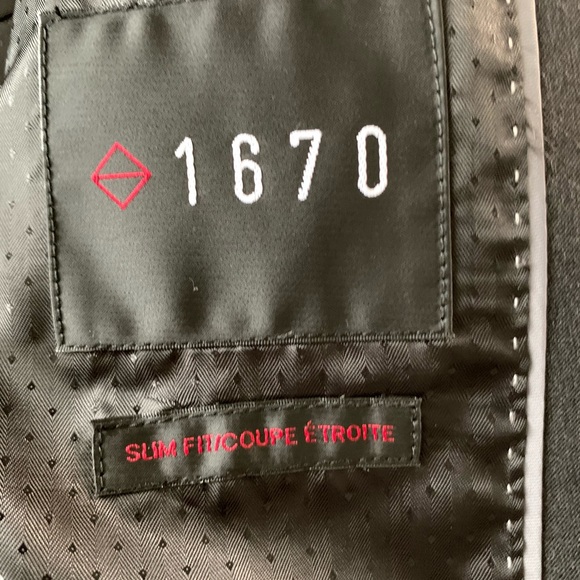 1670
SLIM FIT/COUPE ÉTROITE